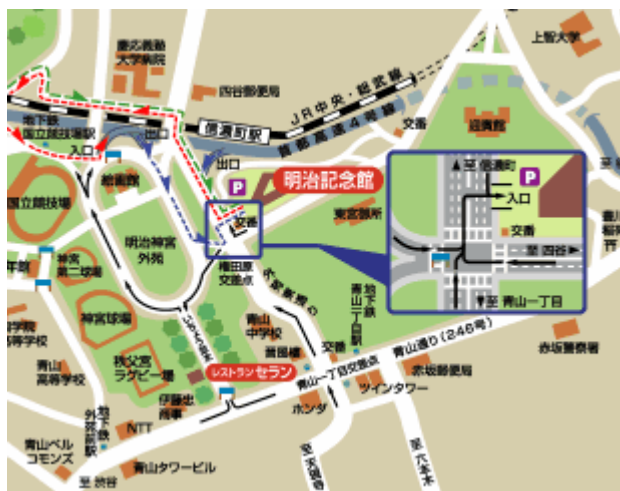 慶応義塾
大学病院
四谷郵便局
上智大学
JR中央・総武線
首都高速4号線
信濃町駅
地下鉄
国立競技場駅
入口
出口
出口
P
交番
迎賓館
明治記念館
絵画館
国立競技場
明治神宮
外苑
交番
権田原
交差点
東宮御所
至 信濃町
P
入口
交番
至 四谷
至 青山一丁目
神宮
第二球場
神宮球場
秩父宮
ラグビー場
青山
中学校
レストラン セラン
伊藤忠
商事
青山
高等学校
地下鉄
外苑前駅
NTT
青山ベル
コモンズ
青山タワービル
至 渋谷
地下鉄
青山一丁目駅
交番
青山一丁目交差点
青山通り(246号)
赤坂郵便局
ツインタワー
ホンダ
赤坂警察署
至 六本木